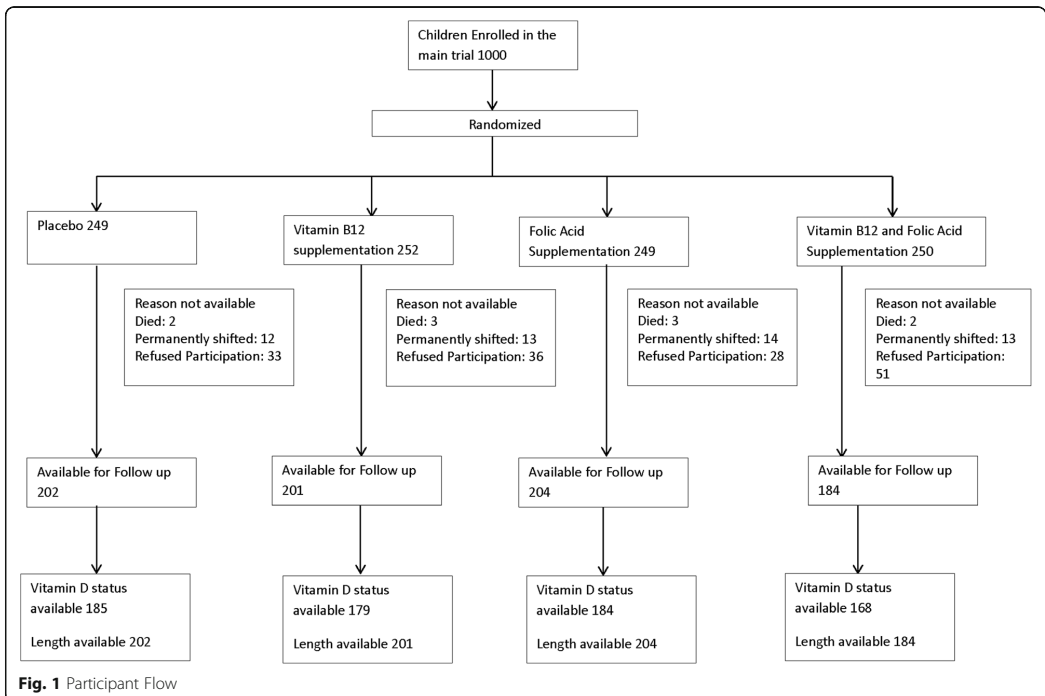 Children Enrolled in the
main trial 1000
Randomized
Placebo 249
Vitamin B12
supplementation 252
Folic Acid
Supplementation 249
Vitamin B12 and Folic Acid
Supplementation 250
Reason not available
Died: 2
Permanently shifted: 12
Refused Participation: 33
Reason not available
Died: 3
Permanently shifted: 13
Refused Participation: 36
Reason not available
Died: 3
Permanently shifted: 14
Refused Participation: 28
Reason not available
Died: 2
Permanently shifted: 13
Refused Participation:
51
Available for Follow up
202
Available for Follow up
201
Available for Follow up
204
Available for Follow up
184
Vitamin D status
available 185
Length available 202
Vitamin D status
available 179
Length available 201
Vitamin D status
available 184
Length available 204
Vitamin D status
available 168
Length available 184
Fig. 1 Participant Flow